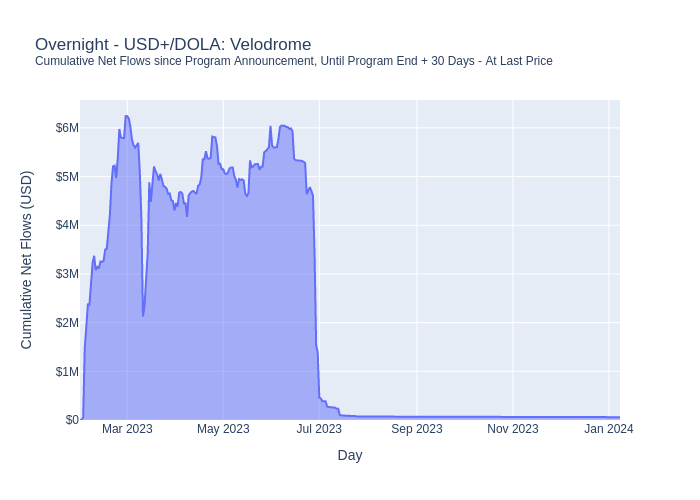 Overnight - USD+/DOLA: Velodrome
Cumulative Net Flows since Program Announcement, Until Program End + 30 Days - At Last Price
$6M
$5M
$4M
$3M
$2M
$1M
$0
Cumulative Net Flows (USD)
Mar 2023
May 2023
Jul 2023
Sep 2023
Nov 2023
Jan 2024
Day